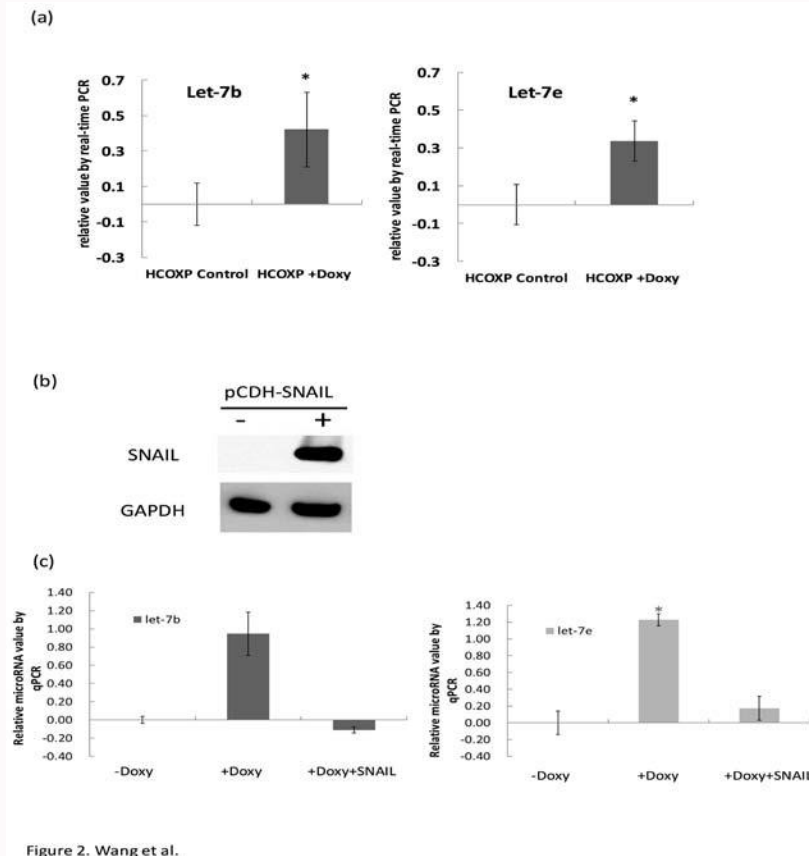 (a)
relative value by real-time PCR
0.7
0.5
0.3
0.1
-0.1
-0.3
Let-7b
*
HCOXP Control HCOXP +Doxy
relative value by real-time PCR
0.7
0.5
0.3
0.1
-0.1
-0.3
Let-7e
*
HCOXP Control HCOXP +Doxy
(b)
pCDH-SNAIL
- +
SNAIL
GAPDH
(c)
Relative microRNA value by
qPCR
1.40
1.20
1.00
0.80
0.60
0.40
0.20
0.00
-0.20
-0.40
let-7b
-Doxy +Doxy +Doxy+SNAIL
Relative microRNA value by
qPCR
1.40
1.20
1.00
0.80
0.60
0.40
0.20
0.00
-0.20
-0.40
let-7e
*
-Doxy +Doxy +Doxy+SNAIL
Figure 2. Wang et al.